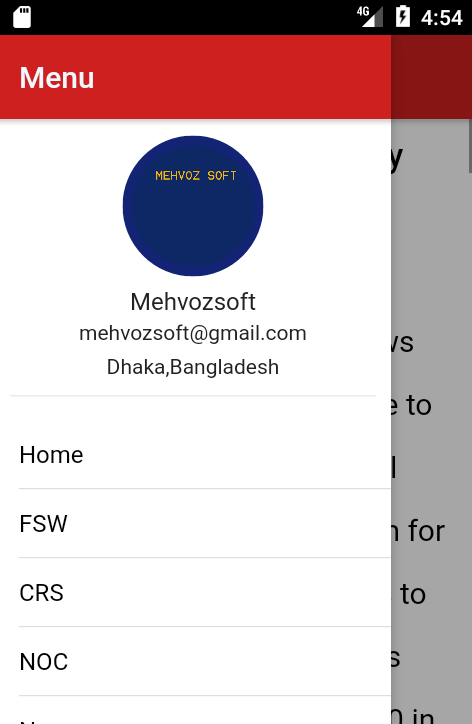 4G 4:54
Menu
y
MEHVOZ SOFT
Mehvozsoft
mehvozsoft@gmail.com
vs
Dhaka,Bangladesh
e to
Home
l
FSW
n for
CRS
to
NOC
s
0 in